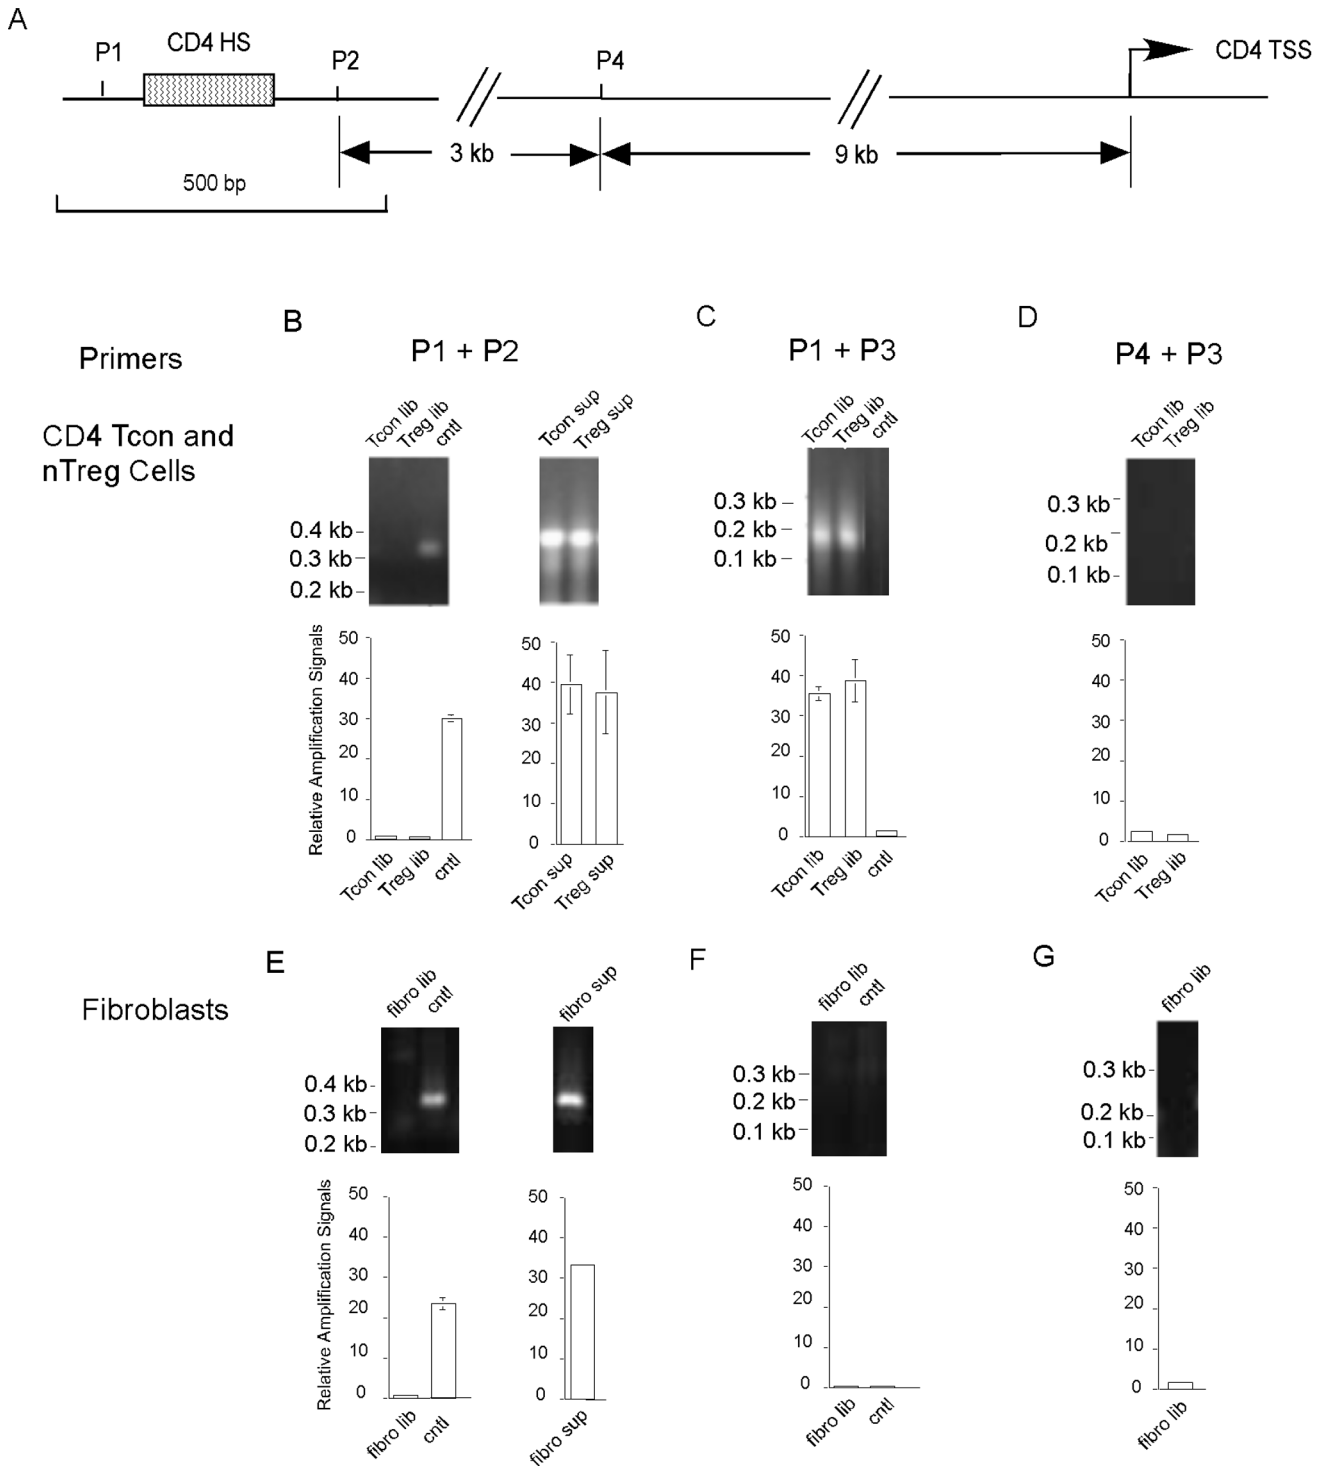 A
P1
CD4 HS
P2
P4
CD4 TSS
3 kb
9 kb
500 bp
Primers
B
P1 + P2
C
P1 + P3
D
P4 + P3
CD4 Tcon and
nTreg Cells
Tcon lib
Treg lib
cntl
0.4 kb
0.3 kb
0.2 kb
Tcon sup
Treg sup
Tcon lib
Treg lib
cntl
0.3 kb
0.2 kb
0.1 kb
Tcon lib
Treg lib
0.3 kb
0.2 kb
0.1 kb
Relative Amplification Signals
50
40
30
20
10
0
Tcon lib
Treg lib
cntl
50
40
30
20
10
0
Tcon sup
Treg sup
50
40
30
20
10
0
Tcon lib
Treg lib
cntl
50
40
30
20
10
0
Tcon lib
Treg lib
Fibroblasts
E
fibro lib
cntl
0.4 kb
0.3 kb
0.2 kb
fibro sup
F
fibro lib
cntl
0.3 kb
0.2 kb
0.1 kb
G
fibro lib
0.3 kb
0.2 kb
0.1 kb
Relative Amplification Signals
50
40
30
20
10
0
fibro lib
cntl
50
40
30
20
10
0
fibro sup
50
40
30
20
10
0
fibro lib
cntl
50
40
30
20
10
0
fibro lib